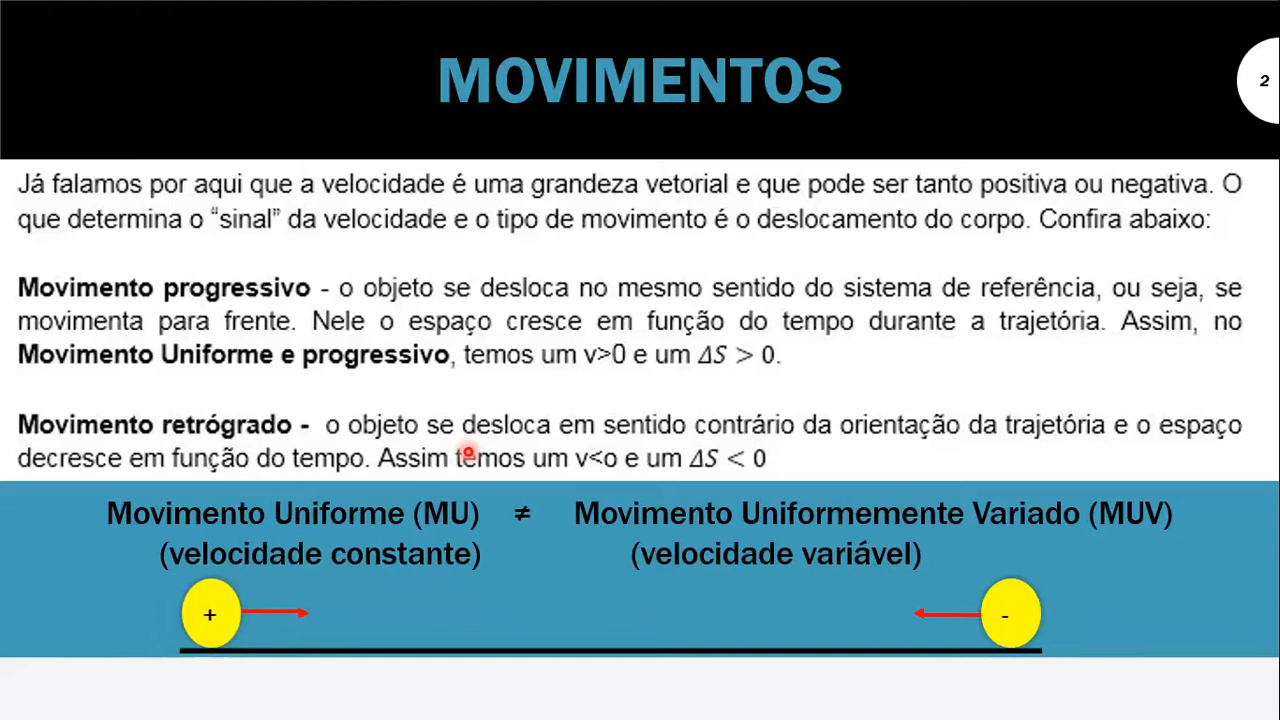 MOVIMENTOS
2
Já falamos por aqui que a velocidade é uma grandeza vetorial e que pode ser tanto positiva ou negativa. O
que determina o “sinal” da velocidade e o tipo de movimento é o deslocamento do corpo. Confira abaixo:
Movimento progressivo - o objeto se desloca no mesmo sentido do sistema de referência, ou seja, se
movimenta para frente. Nele o espaço cresce em função do tempo durante a trajetória. Assim, no
Movimento Uniforme e progressivo, temos um v>0 e um ΔS > 0.
Movimento retrógrado - o objeto se desloca em sentido contrário da orientação da trajetória e o espaço
decresce em função do tempo. Assim temos um v<o e um ΔS < 0
Movimento Uniforme (MU) ≠ Movimento Uniformemente Variado (MUV)
(velocidade constante) (velocidade variável)
+ -